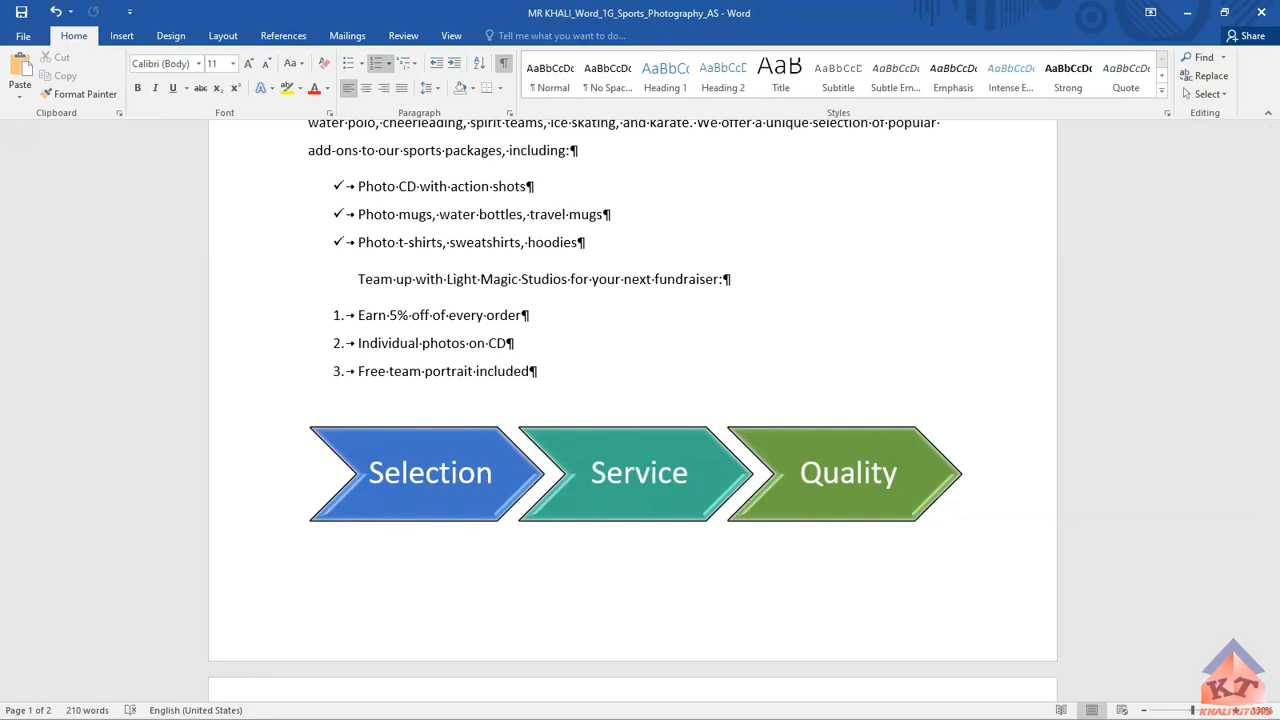 MR KHALI_Word_1G_Sports_Photography_AS - Word
File Home Insert Design Layout References Mailings Review View Tell me what you want to do... Share
Paste Cut Copy Format Painter
Clipboard
Calibri (Body) 11
B I U abc x₂ x²
Font
Paragraph
AaBbCcDc AaBbCcDc AaBbCc AaBbCcD AaB AaBbCcD AaBbCcDc AaBbCcDc AaBbCcDc AaBbCcDc AaBbCcDc
¶ Normal ¶ No Spac... Heading 1 Heading 2 Title Subtitle Subtle Em... Emphasis Intense E... Strong Quote
Styles
Find
Replace
Select
Editing
water·polo,·cheerleading,·spirit·teams,·ice·skating,·and·karate.·We·offer·a·unique·selection·of·popular·
add-ons·to·our·sports·packages,·including:¶
✓→Photo·CD·with·action·shots¶
✓→Photo·mugs,·water·bottles,·travel·mugs¶
✓→Photo·t-shirts,·sweatshirts,·hoodies¶
Team·up·with·Light·Magic·Studios·for·your·next·fundraiser:¶
1.→Earn·5%·off·of·every·order¶
2.→Individual·photos·on·CD¶
3.→Free·team·portrait·included¶
Selection Service Quality
KT
Page 1 of 2 210 words English (United States)